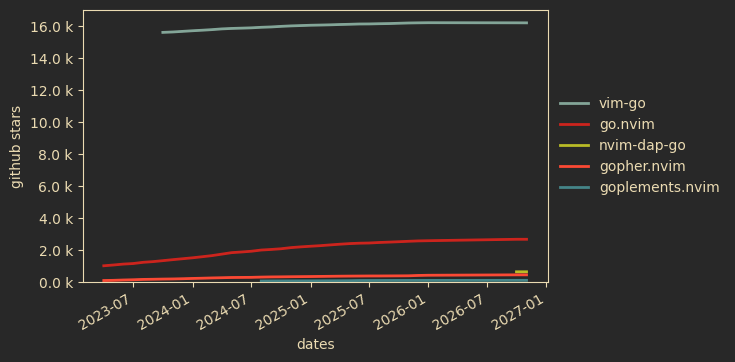 16.0 k
14.0 k
12.0 k
10.0 k
8.0 k
6.0 k
4.0 k
2.0 k
0.0 k
github stars
2023-07
2024-01
2024-07
2025-01
2025-07
2026-01
2026-07
2027-01
dates
vim-go
go.nvim
nvim-dap-go
gopher.nvim
goplements.nvim